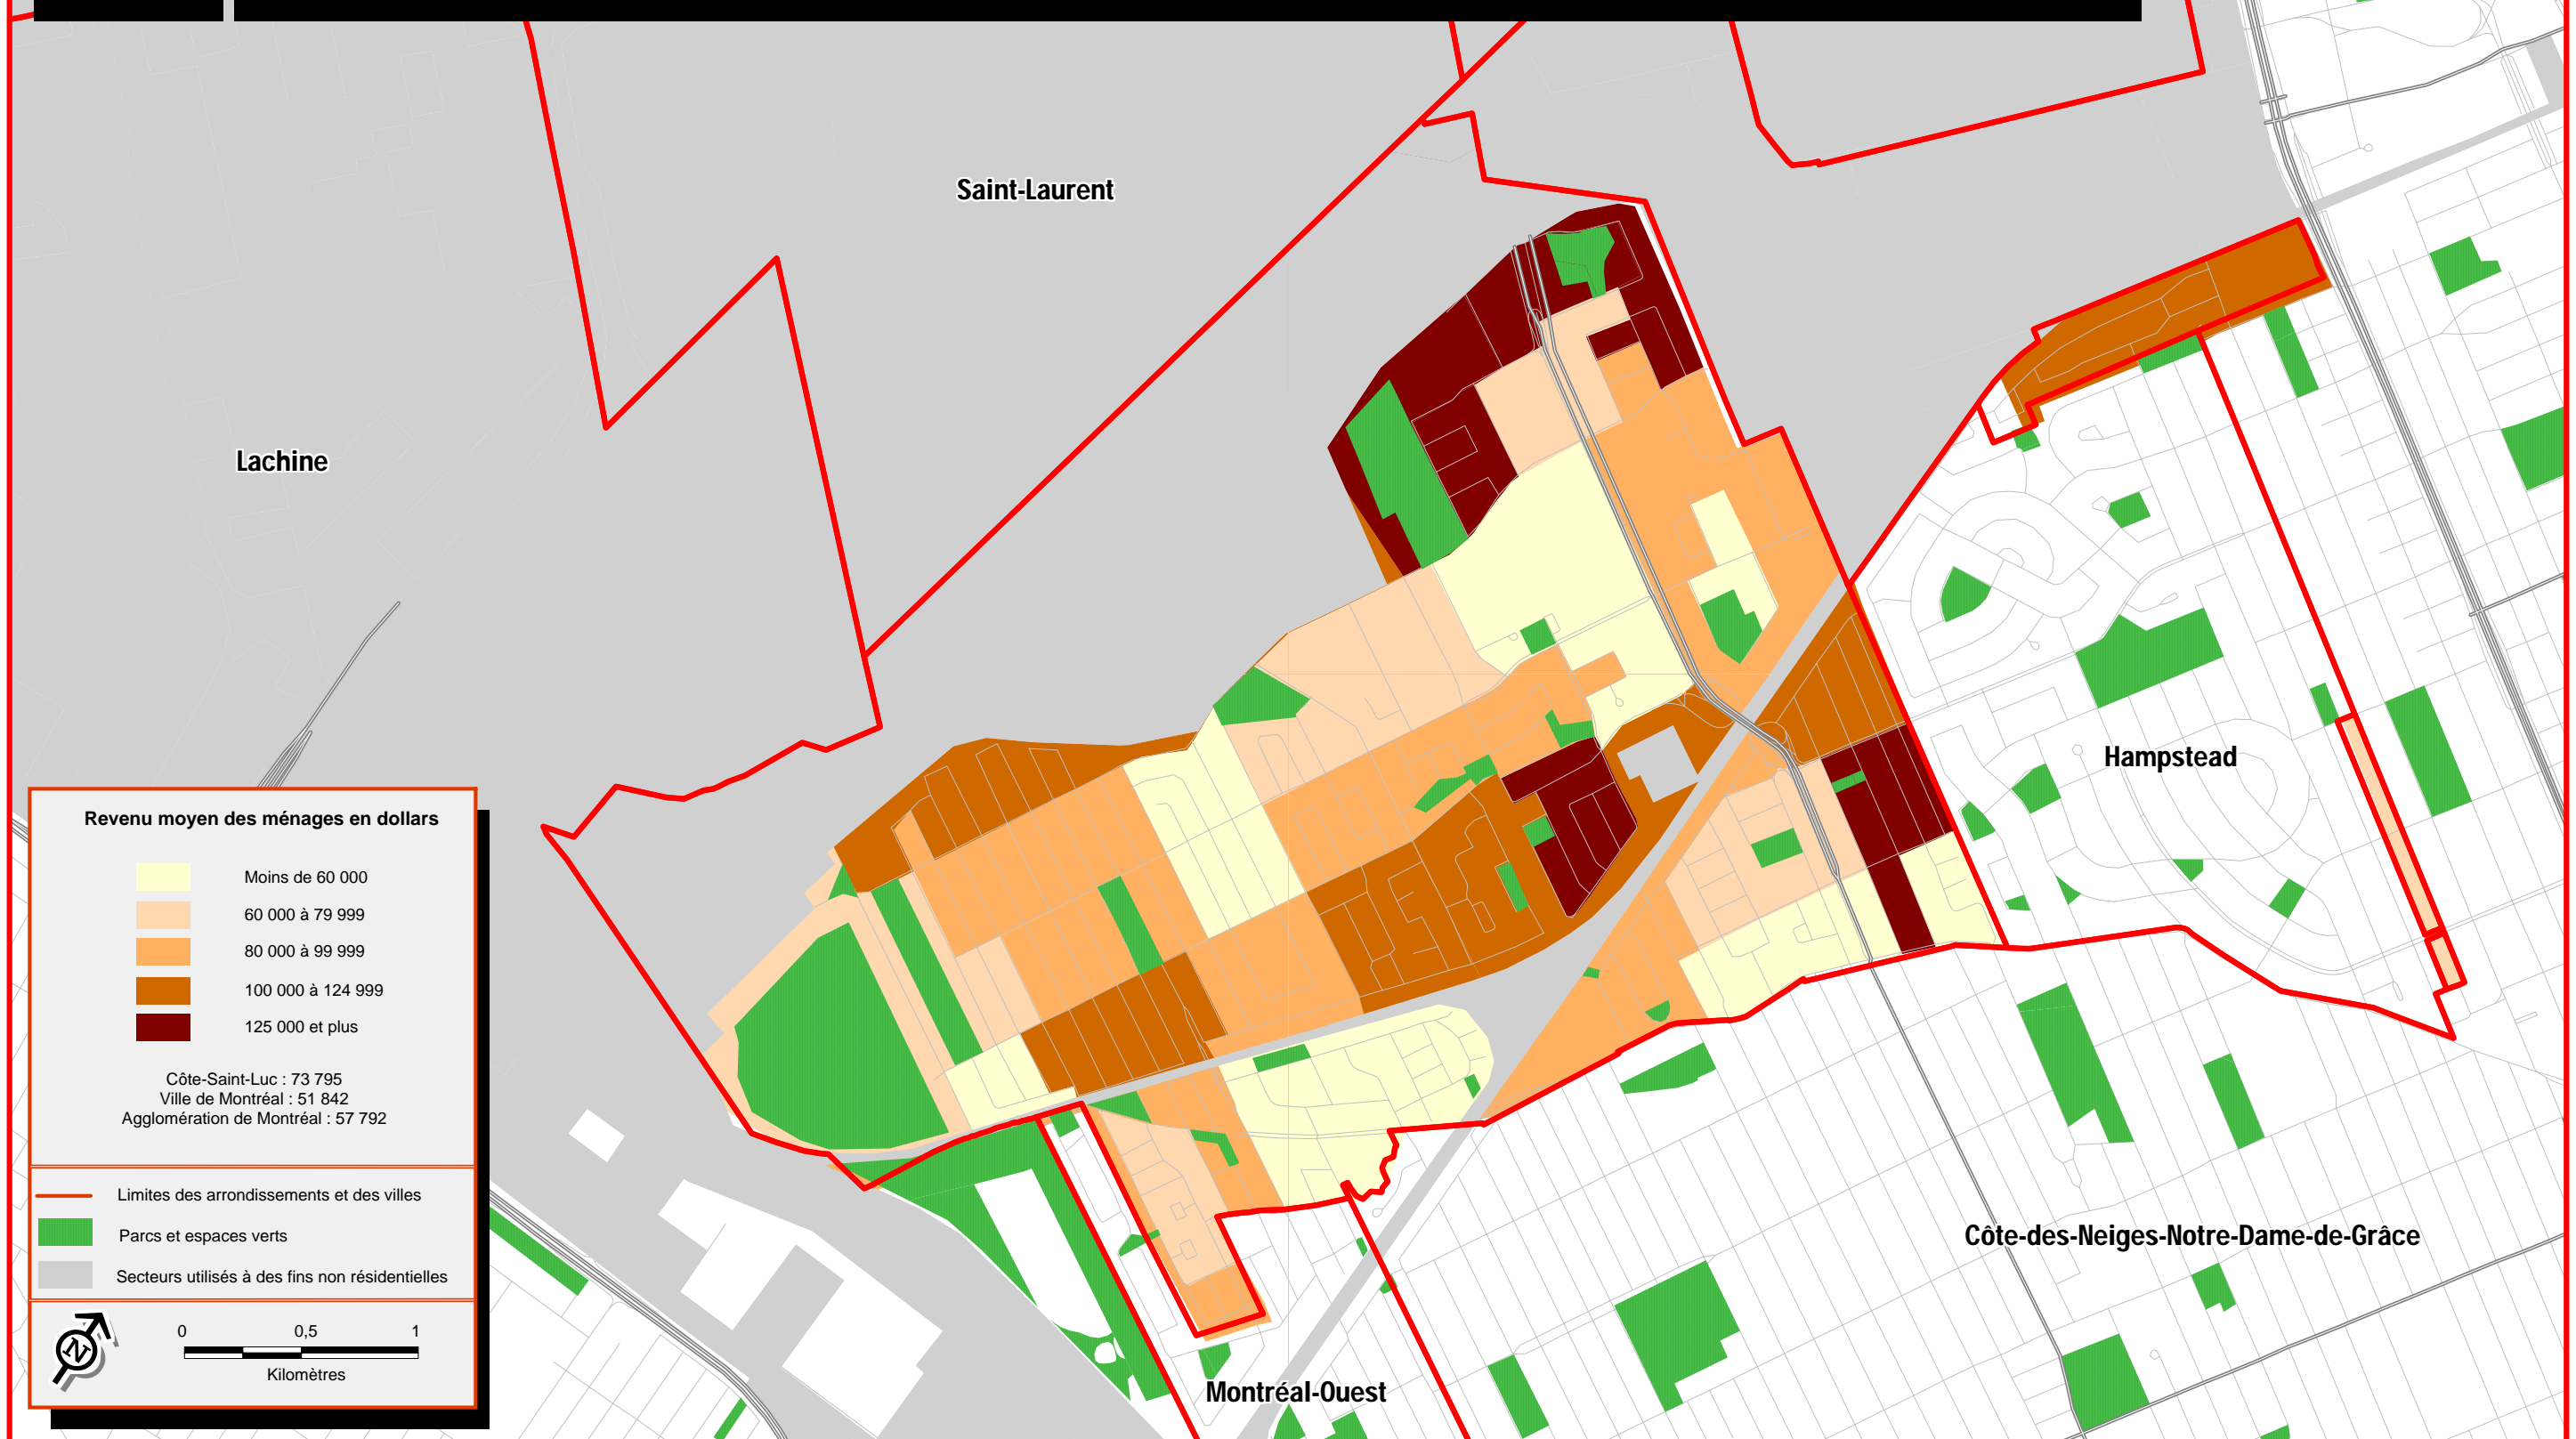 Saint-Laurent
Lachine
Hampstead
Côte-des-Neiges-Notre-Dame-de-Grâce
Montréal-Ouest
Revenu moyen des ménages en dollars
Moins de 60 000
60 000 à 79 999
80 000 à 99 999
100 000 à 124 999
125 000 et plus
Côte-Saint-Luc : 73 795
Ville de Montréal : 51 842
Agglomération de Montréal : 57 792
Limites des arrondissements et des villes
Parcs et espaces verts
Secteurs utilisés à des fins non résidentielles
N
0 0,5 1
Kilomètres